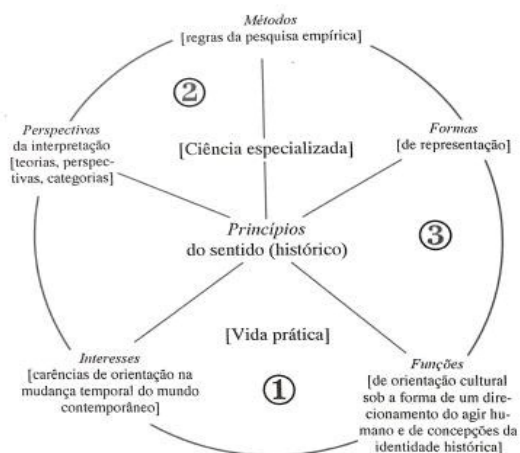 Métodos
[regras da pesquisa empírica]
②
Perspectivas
da interpretação
[teorias, perspec-
tivas, categorias]
[Ciência especializada]
Formas
[de representação]
Princípios
do sentido (histórico)
③
[Vida prática]
Interesses
[carências de orientação na
mudança temporal do mundo
contemporâneo]
①
Funções
[de orientação cultural
sob a forma de um dire-
cionamento do agir hu-
mano e de concepções da
identidade histórica]